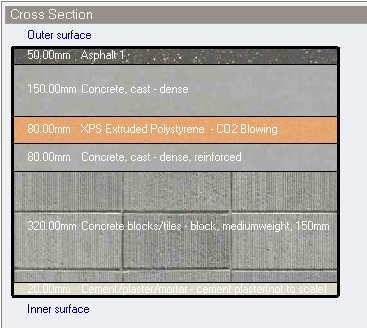 Cross Section
Outer surface
50.00mm Asphalt 1
150.00mm Concrete, cast - dense
80.00mm XPS Extruded Polystyrene - CO2 Blowing
80.00mm Concrete, cast - dense, reinforced
320.00mm Concrete blocks/tiles - block, mediumweight, 150mm
20.00mm Cement/plaster/mortar - cement plaster(not to scale)
Inner surface